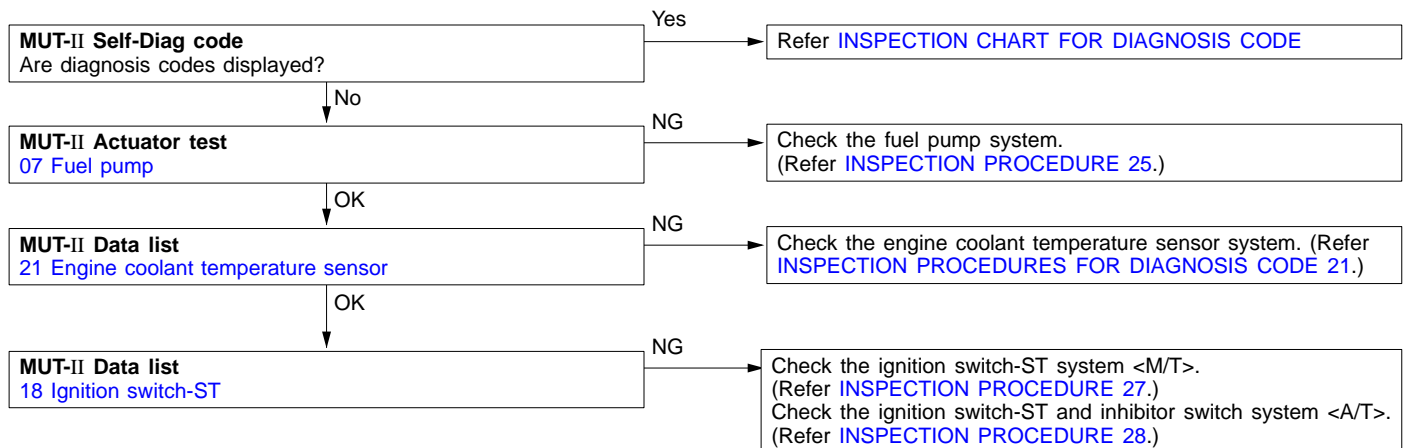 MUT-II Self-Diag code
Are diagnosis codes displayed?
Yes
Refer INSPECTION CHART FOR DIAGNOSIS CODE
No
MUT-II Actuator test
07 Fuel pump
NG
Check the fuel pump system.
(Refer INSPECTION PROCEDURE 25.)
OK
MUT-II Data list
21 Engine coolant temperature sensor
NG
Check the engine coolant temperature sensor system. (Refer
INSPECTION PROCEDURES FOR DIAGNOSIS CODE 21.)
OK
MUT-II Data list
18 Ignition switch-ST
NG
Check the ignition switch-ST system <M/T>.
(Refer INSPECTION PROCEDURE 27.)
Check the ignition switch-ST and inhibitor switch system <A/T>.
(Refer INSPECTION PROCEDURE 28.)